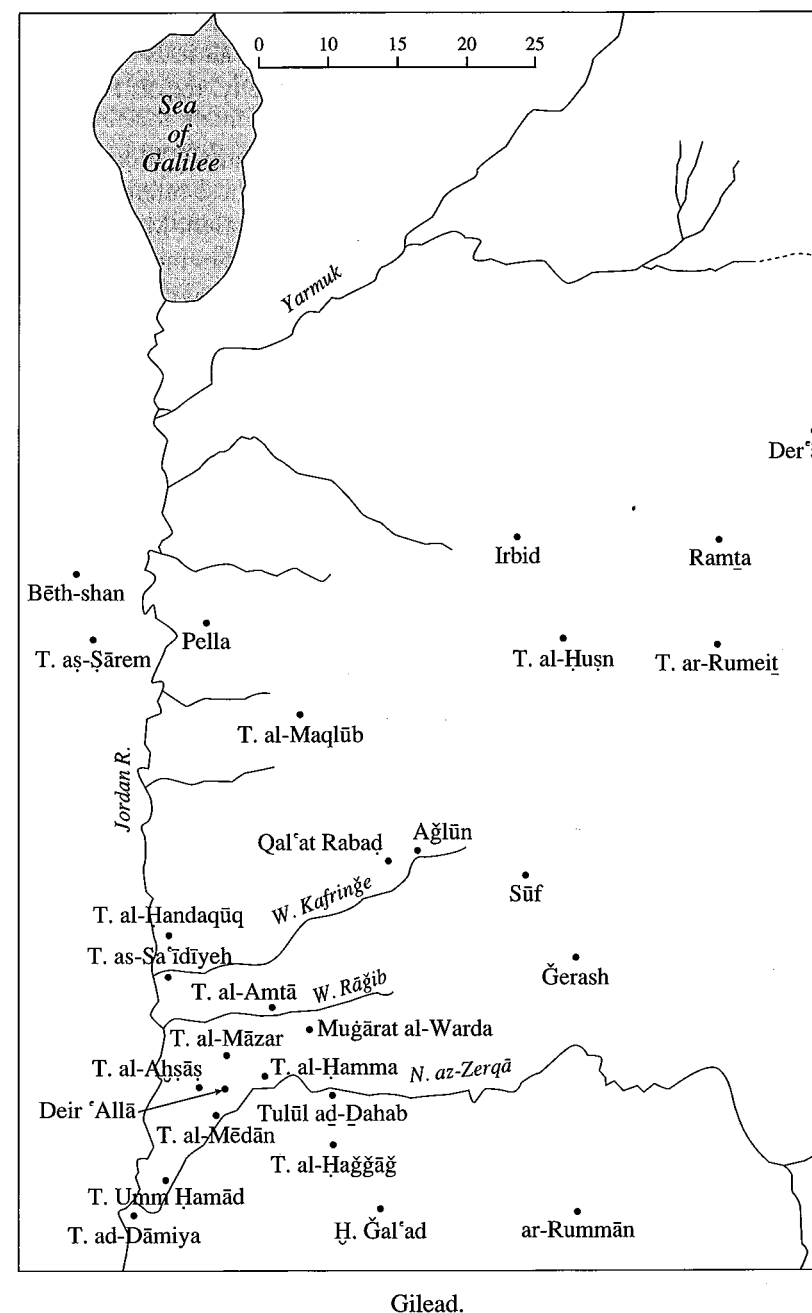 0 10 15 20 25
Sea
of
Galilee
Yarmuk
Irbid
Ramṯa
Bēth-shan
Pella
T. aṣ-Ṣārem
T. al-Ḥuṣn
T. ar-Rumeiṯ
T. al-Maqlūb
Jordan R.
Qalʿat Rabaḍ
Aǧlūn
W. Kafrinǧe
Sūf
T. al-Ḥandaqūq
T. as-Saʿīdīyeh
Ǧerash
T. al-Amtā
W. Rāǧib
Muġārat al-Warda
T. al-Māzar
T. al-Aḫṣāṣ
T. al-Ḥamma
N. az-Zerqā
Deir ʿAllā
Tulūl aḏ-Ḏahab
T. al-Mēdān
T. al-Ḥaǧǧāǧ
T. Umm Ḥamād
T. ad-Dāmiya
Ḫ. Ǧalʿad
ar-Rummān
Gilead.